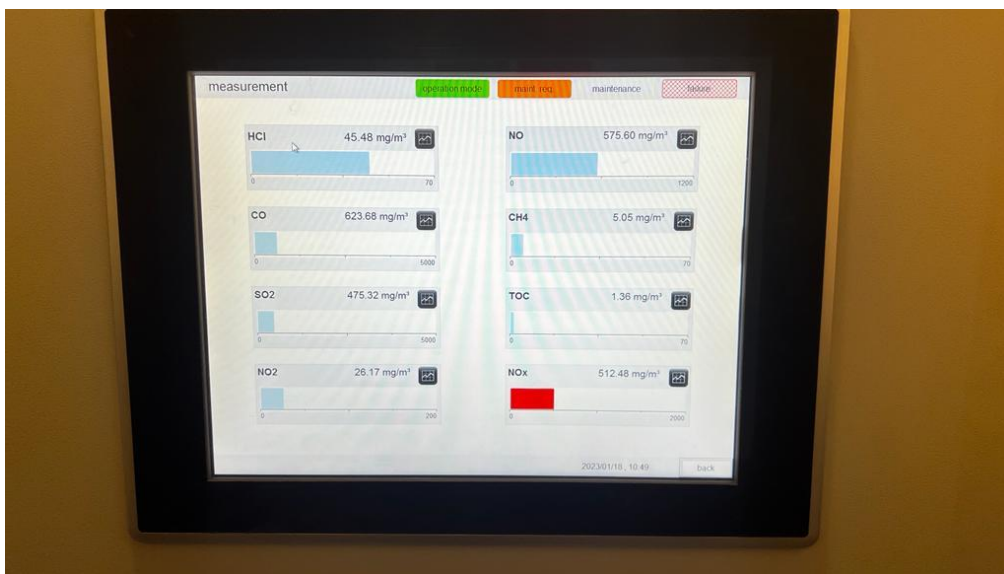 measurement operation mode maint. req. maintenance failure
HCl 45.48 mg/m³
0 70
NO 575.60 mg/m³
0 1200
CO 623.68 mg/m³
0 5000
CH4 5.05 mg/m³
0 70
SO2 475.32 mg/m³
0 5000
TOC 1.36 mg/m³
0 70
NO2 26.17 mg/m³
0 200
NOx 512.48 mg/m³
0 2000
2023/01/18 , 10:49 back